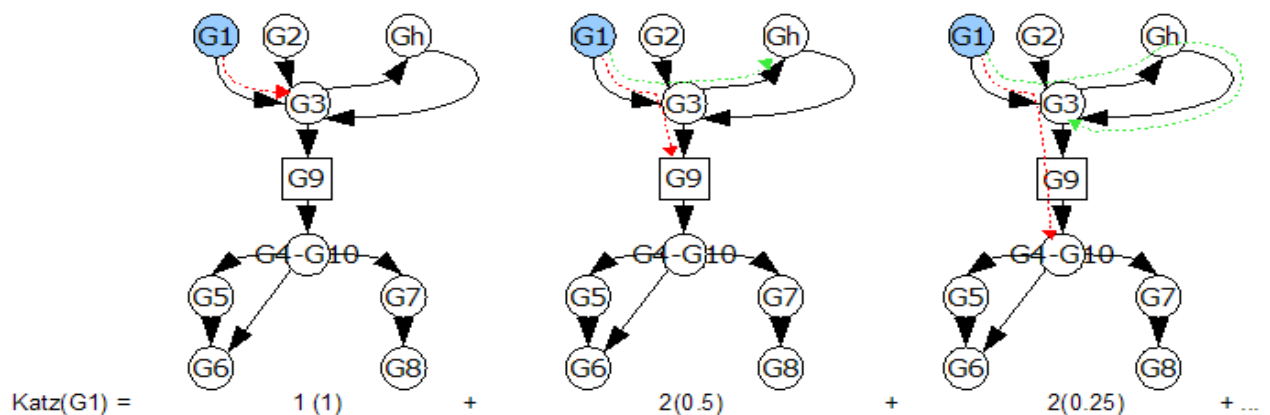 G1 G2 Gh G1 G2 Gh G1 G2 Gh
G3 G3 G3
G9 G9 G9
G4-G10 G4-G10 G4-G10
G5 G7 G5 G7 G5 G7
G6 G8 G6 G8 G6 G8
Katz(G1) = 1 (1) + 2(0.5) + 2(0.25) + ...